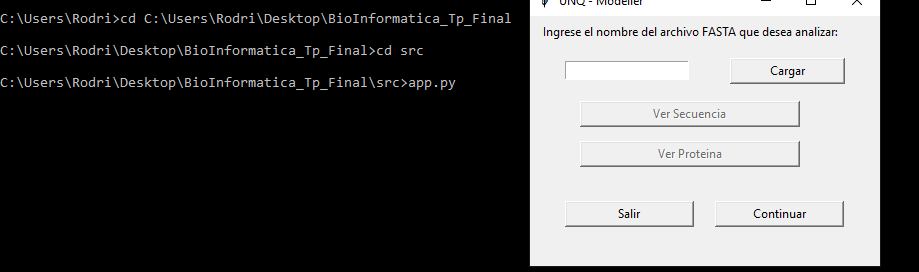 C:\Users\Rodri>cd C:\Users\Rodri\Desktop\BioInformatica_Tp_Final
C:\Users\Rodri\Desktop\BioInformatica_Tp_Final>cd src
C:\Users\Rodri\Desktop\BioInformatica_Tp_Final\src>app.py
UNQ - Modeller
Ingrese el nombre del archivo FASTA que desea analizar:
Cargar
Ver Secuencia
Ver Proteina
Salir
Continuar